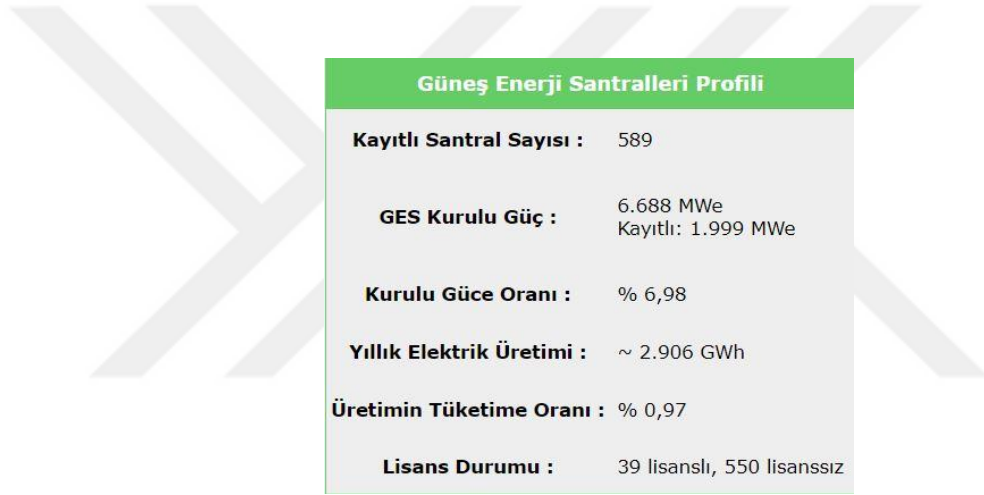 Güneş Enerji Santralleri Profili
Kayıtlı Santral Sayısı : 589
GES Kurulu Güç : 6.688 MWe
Kayıtlı: 1.999 MWe
Kurulu Güce Oranı : % 6,98
Yıllık Elektrik Üretimi : ~ 2.906 GWh
Üretimin Tüketime Oranı : % 0,97
Lisans Durumu : 39 lisanslı, 550 lisanssız